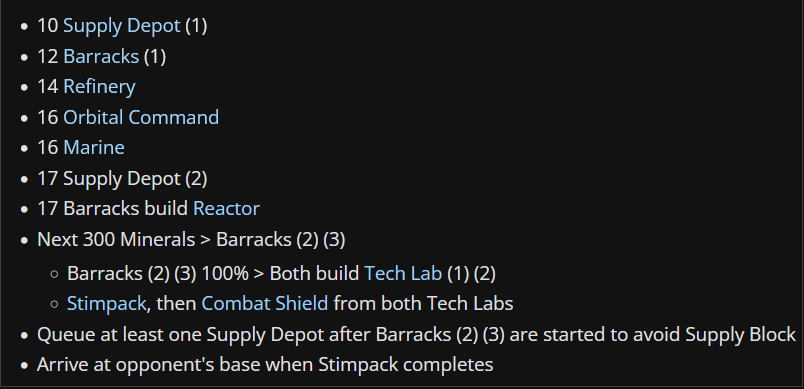 10 Supply Depot (1)
12 Barracks (1)
14 Refinery
16 Orbital Command
16 Marine
17 Supply Depot (2)
17 Barracks build Reactor
Next 300 Minerals > Barracks (2) (3)
Barracks (2) (3) 100% > Both build Tech Lab (1) (2)
Stimpack, then Combat Shield from both Tech Labs
Queue at least one Supply Depot after Barracks (2) (3) are started to avoid Supply Block
Arrive at opponent's base when Stimpack completes